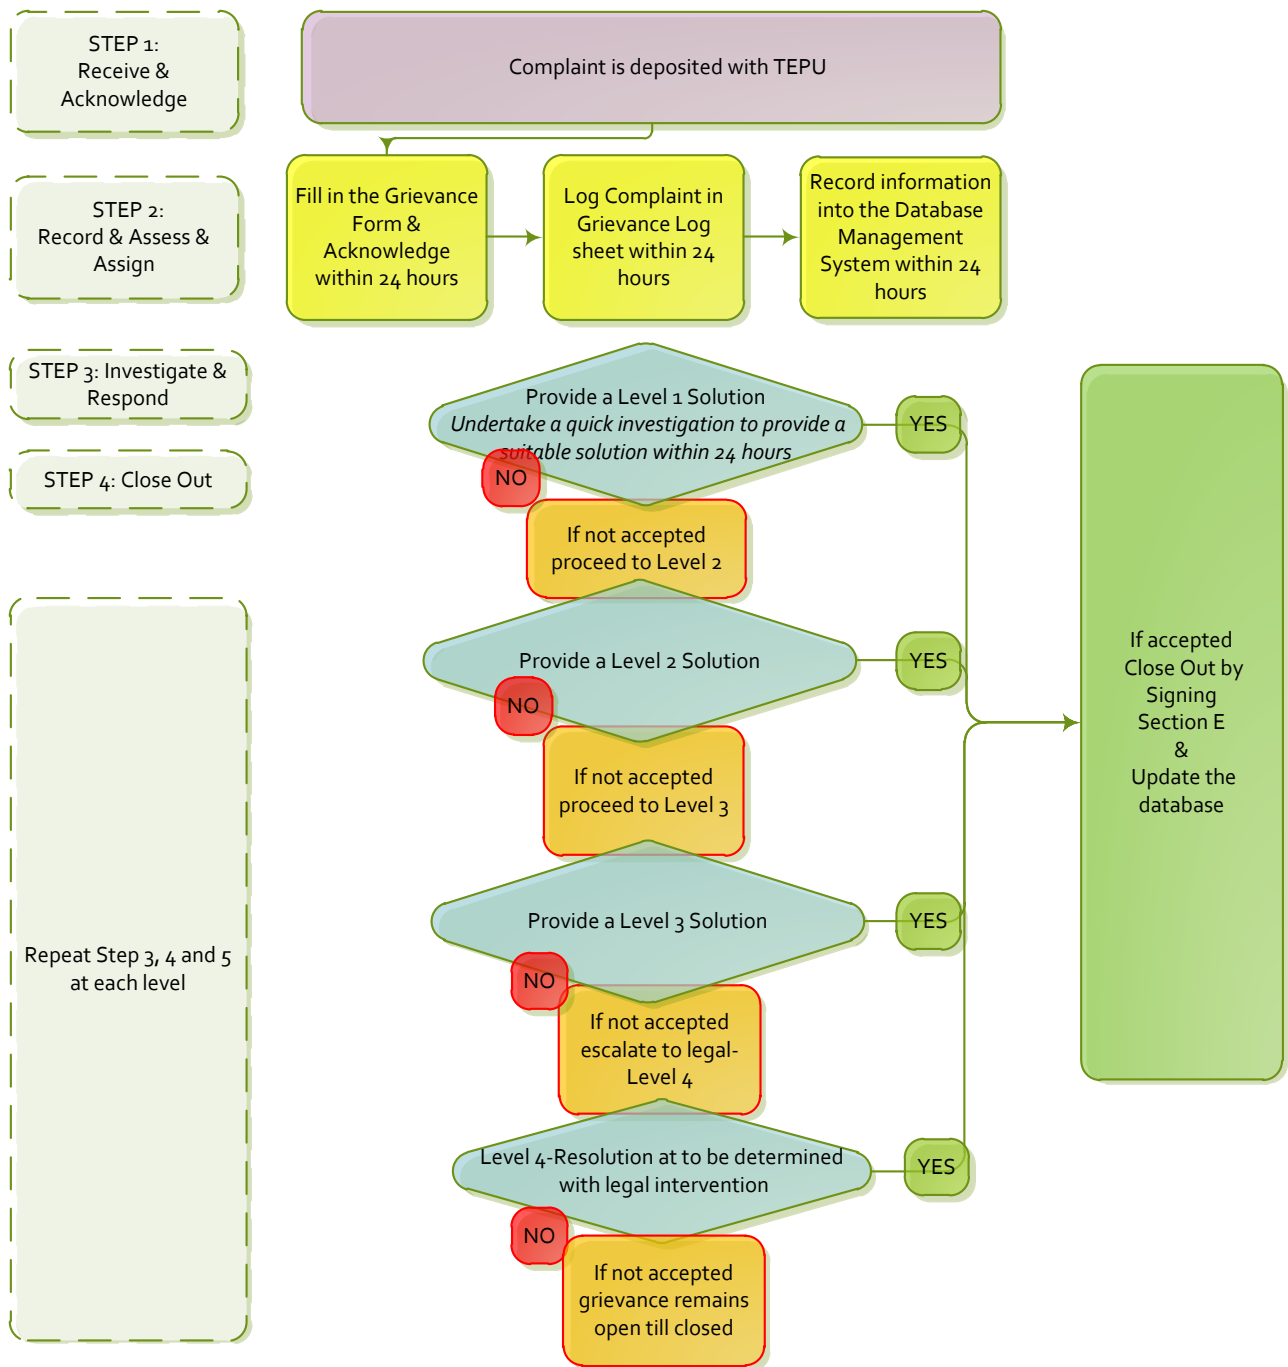 STEP 1:
Receive &
Acknowledge
Complaint is deposited with TEPU
STEP 2:
Record & Assess &
Assign
Fill in the Grievance
Form &
Acknowledge
within 24 hours
Log Complaint in
Grievance Log
sheet within 24
hours
Record information
into the Database
Management
System within 24
hours
STEP 3: Investigate &
Respond
Provide a Level 1 Solution
Undertake a quick investigation to provide a
suitable solution within 24 hours
YES
NO
STEP 4: Close Out
If not accepted
proceed to Level 2
Provide a Level 2 Solution
YES
NO
If not accepted
proceed to Level 3
If accepted
Close Out by
Signing
Section E
&
Update the
database
Provide a Level 3 Solution
YES
NO
Repeat Step 3, 4 and 5
at each level
If not accepted
escalate to legal-
Level 4
Level 4-Resolution at to be determined
with legal intervention
YES
NO
If not accepted
grievance remains
open till closed